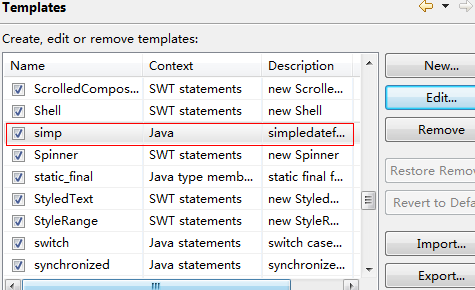 Templates
Create, edit or remove templates:
Name Context Description
ScrolledCompos... SWT statements new Scrolle...
Shell SWT statements new Shell
simp Java simpledatef...
Spinner SWT statements new Spinner
static_final Java type memb... static final f...
StyledText SWT statements new Styled...
StyleRange SWT statements new StyleR...
switch Java statements switch case...
synchronized Java statements synchronize...
New...
Edit...
Remove
Restore Remov
Revert to Defa
Import...
Export...